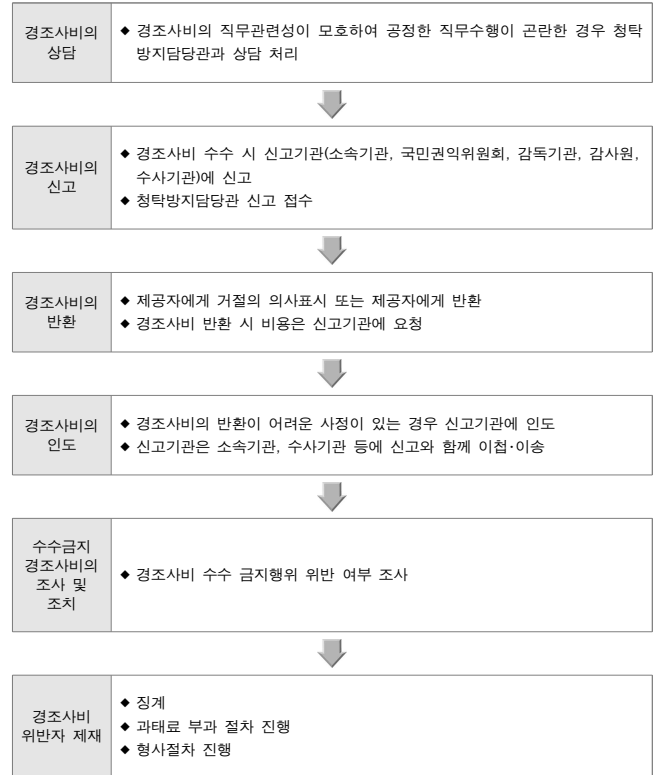 경조사비의
상담
◆ 경조사비의 직무관련성이 모호하여 공정한 직무수행이 곤란한 경우 청탁
방지담당관과 상담 처리
경조사비의
신고
◆ 경조사비 수수 시 신고기관(소속기관, 국민권익위원회, 감독기관, 감사원,
수사기관)에 신고
◆ 청탁방지담당관 신고 접수
경조사비의
반환
◆ 제공자에게 거절의 의사표시 또는 제공자에게 반환
◆ 경조사비 반환 시 비용은 신고기관에 요청
경조사비의
인도
◆ 경조사비의 반환이 어려운 사정이 있는 경우 신고기관에 인도
◆ 신고기관은 소속기관, 수사기관 등에 신고와 함께 이첩·이송
수수금지
경조사비의
조사 및
조치
◆ 경조사비 수수 금지행위 위반 여부 조사
경조사비
위반자 제재
◆ 징계
◆ 과태료 부과 절차 진행
◆ 형사절차 진행